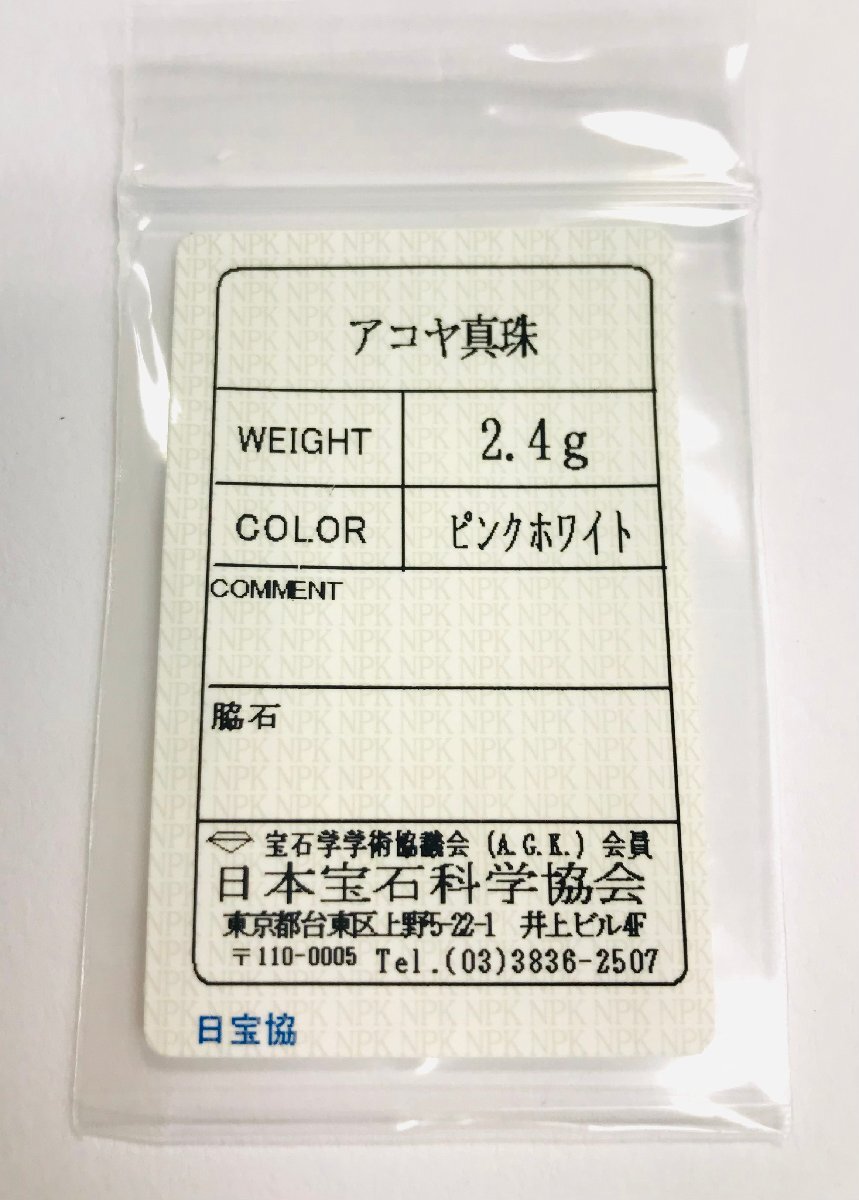 アコヤ真珠
WEIGHT 2.4g
COLOR ピンクホワイト
COMMENT
脇石
宝石学学術協議会 (A.G.K.) 会員
日本宝石科学協会
東京都台東区上野5-22-1 井上ビル4F
〒110-0005 Tel.(03)3836-2507
日宝協